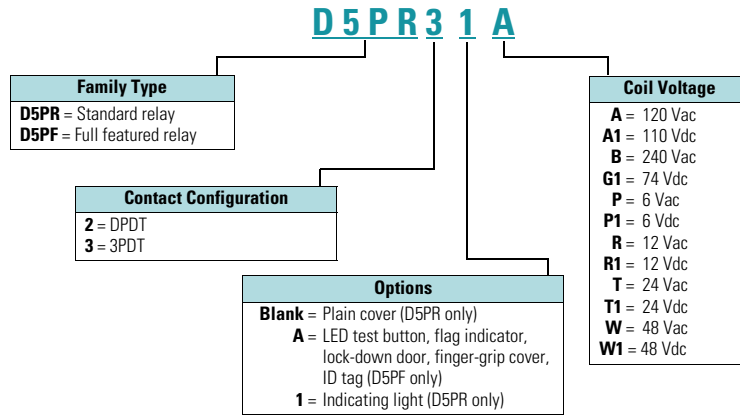 D5PR31A
Family Type
D5PR = Standard relay
D5PF = Full featured relay
Contact Configuration
2 = DPDT
3 = 3PDT
Options
Blank = Plain cover (D5PR only)
A = LED test button, flag indicator,
lock-down door, finger-grip cover,
ID tag (D5PF only)
1 = Indicating light (D5PR only)
Coil Voltage
A = 120 Vac
A1 = 110 Vdc
B = 240 Vac
G1 = 74 Vdc
P = 6 Vac
P1 = 6 Vdc
R = 12 Vac
R1 = 12 Vdc
T = 24 Vac
T1 = 24 Vdc
W = 48 Vac
W1 = 48 Vdc